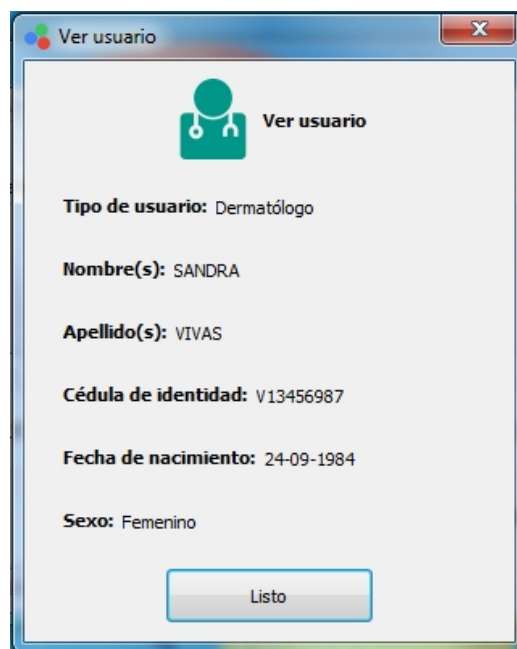 Ver usuario
Ver usuario
Tipo de usuario: Dermatólogo
Nombre(s): SANDRA
Apellido(s): VIVAS
Cédula de identidad: V13456987
Fecha de nacimiento: 24-09-1984
Sexo: Femenino
Listo